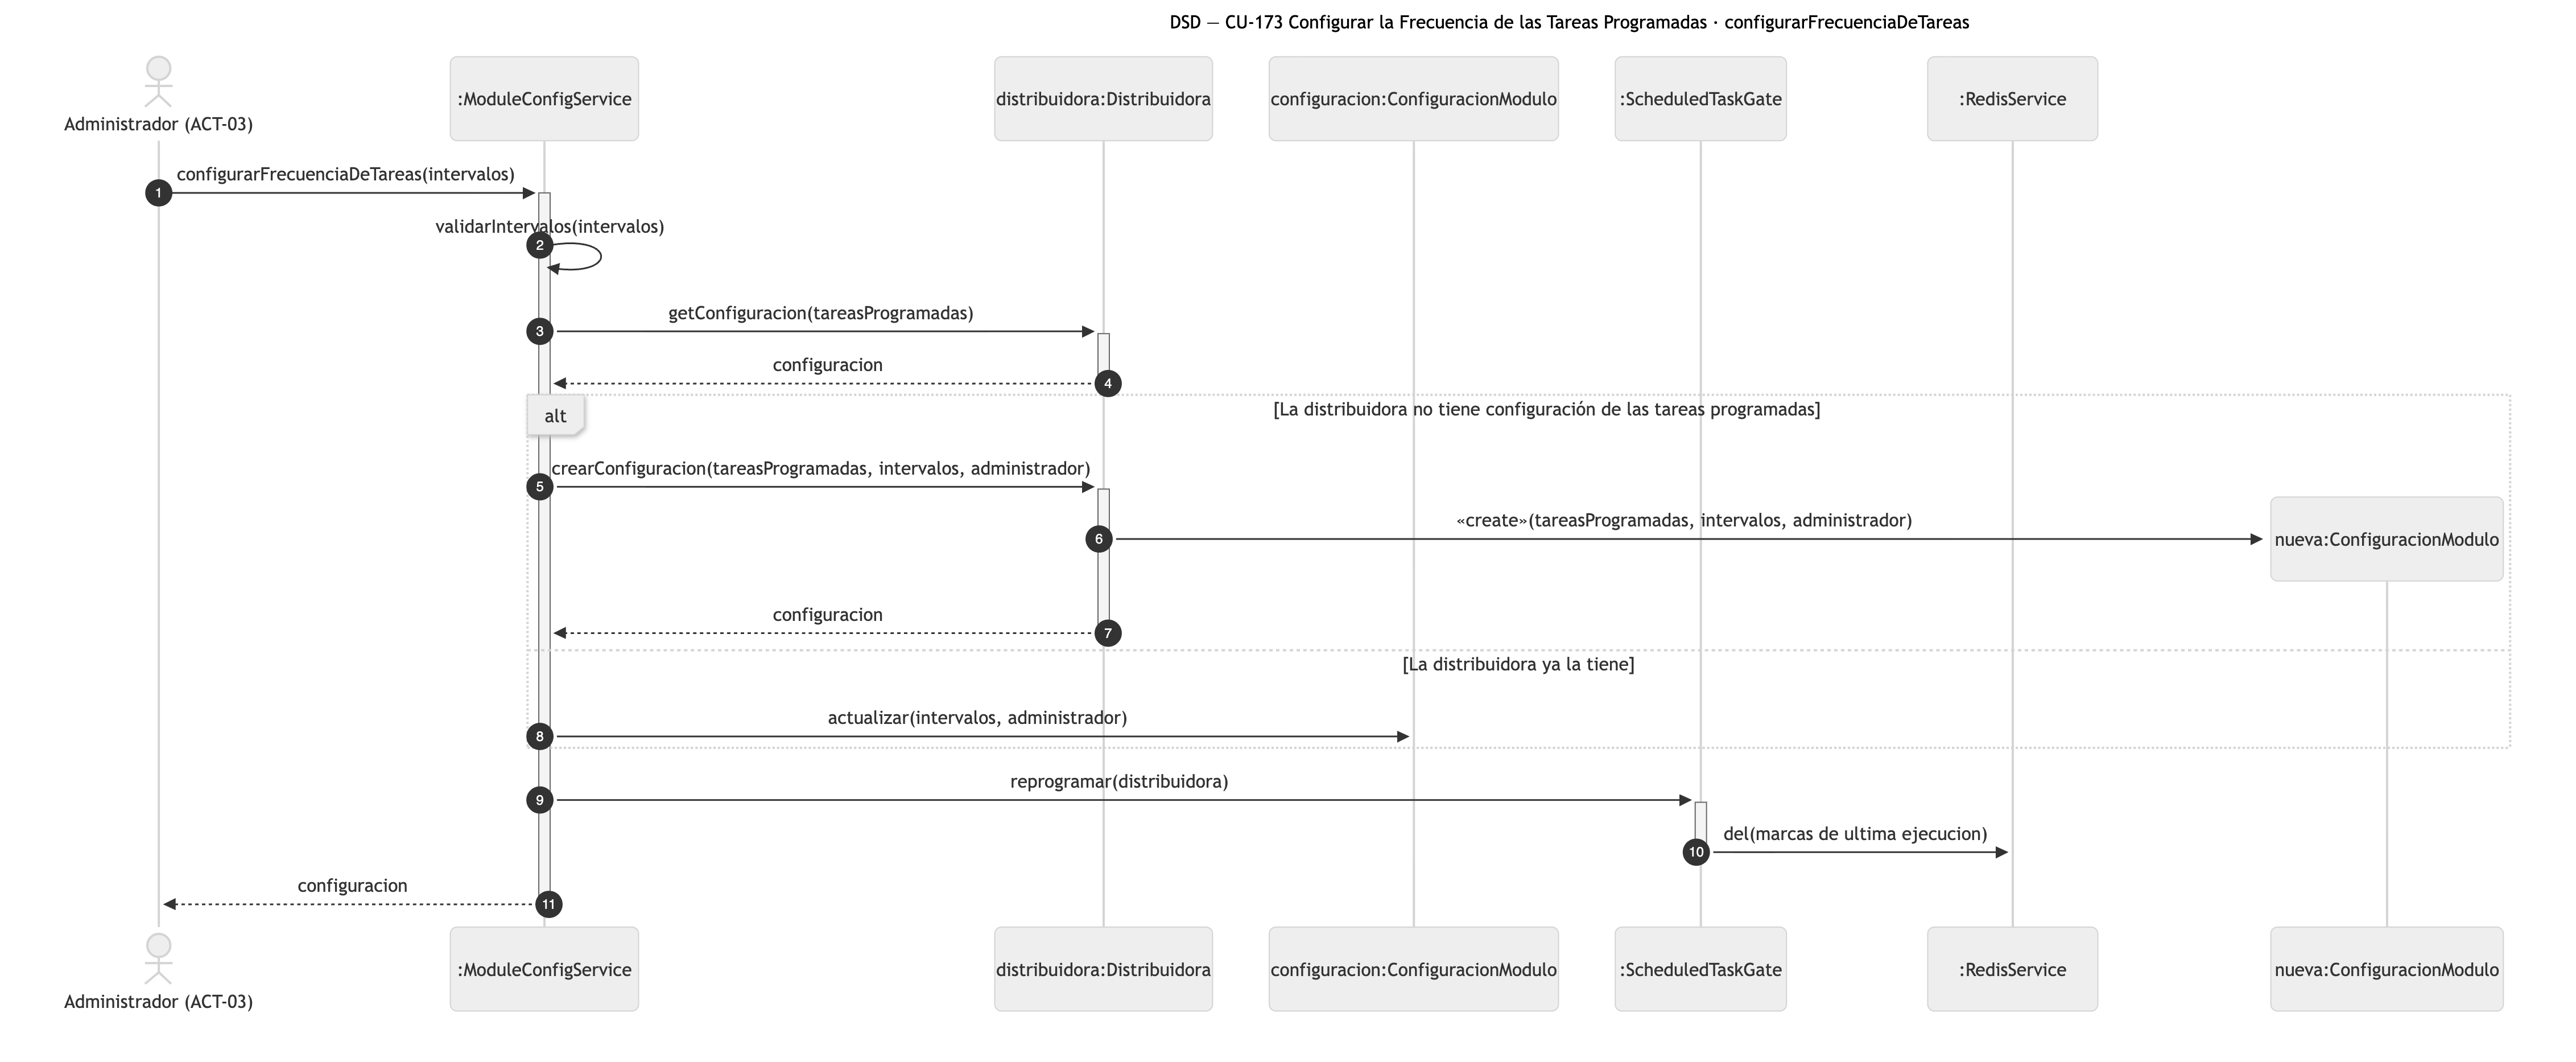 DSD — CU-173 Configurar la Frecuencia de las Tareas Programadas · configurarFrecuenciaDeTareas
Administrador (ACT-03)
:ModuleConfigService
distribuidora:Distribuidora
configuracion:ConfiguracionModulo
:ScheduledTaskGate
:RedisService
configurarFrecuenciaDeTareas(intervalos)
1
validarIntervalos(intervalos)
2
getConfiguracion(tareasProgramadas)
3
configuracion
4
alt
[La distribuidora no tiene configuración de las tareas programadas]
crearConfiguracion(tareasProgramadas, intervalos, administrador)
5
«create»(tareasProgramadas, intervalos, administrador)
6
nueva:ConfiguracionModulo
configuracion
7
[La distribuidora ya la tiene]
actualizar(intervalos, administrador)
8
reprogramar(distribuidora)
9
del(marcas de ultima ejecucion)
10
configuracion
11
Administrador (ACT-03)
:ModuleConfigService
distribuidora:Distribuidora
configuracion:ConfiguracionModulo
:ScheduledTaskGate
:RedisService
nueva:ConfiguracionModulo